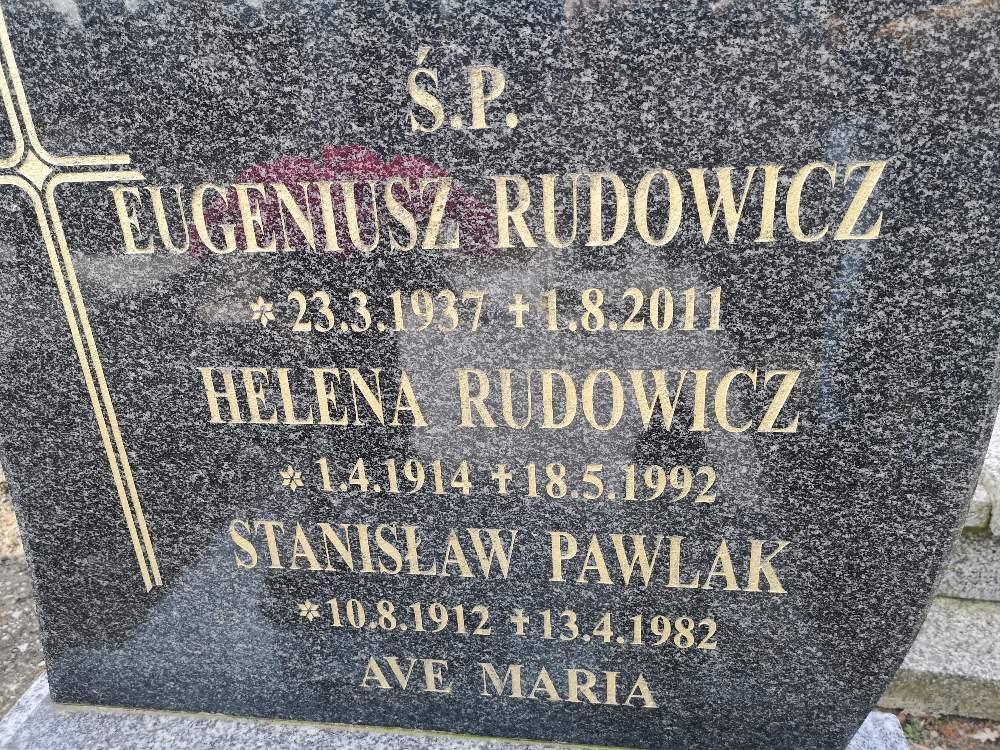 Ś.P.
EUGENIUSZ RUDOWICZ
* 23.3.1937 † 1.8.2011
HELENA RUDOWICZ
* 1.4.1914 † 18.5.1992
STANISŁAW PAWLAK
* 10.8.1912 † 13.4.1982
AVE MARIA